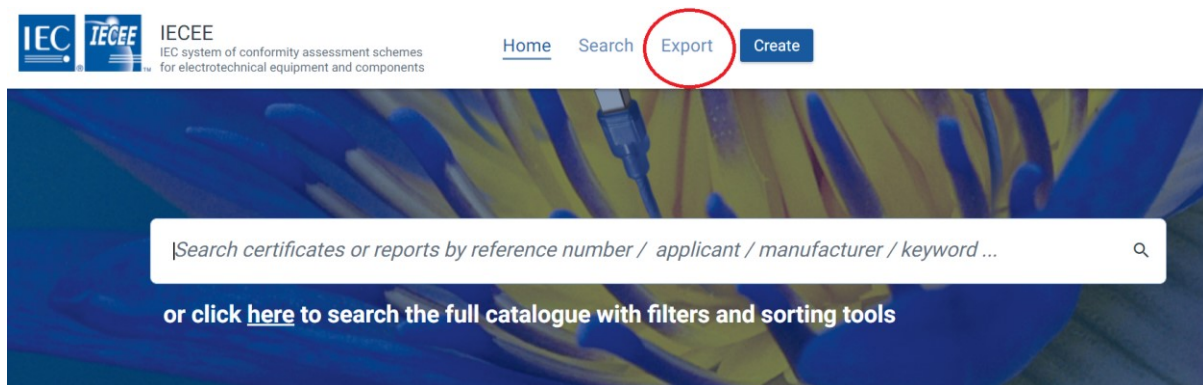 IEC ® IECEE ™
IECEE
IEC system of conformity assessment schemes
for electrotechnical equipment and components
Home Search Export Create
Search certificates or reports by reference number / applicant / manufacturer / keyword ...
or click here to search the full catalogue with filters and sorting tools